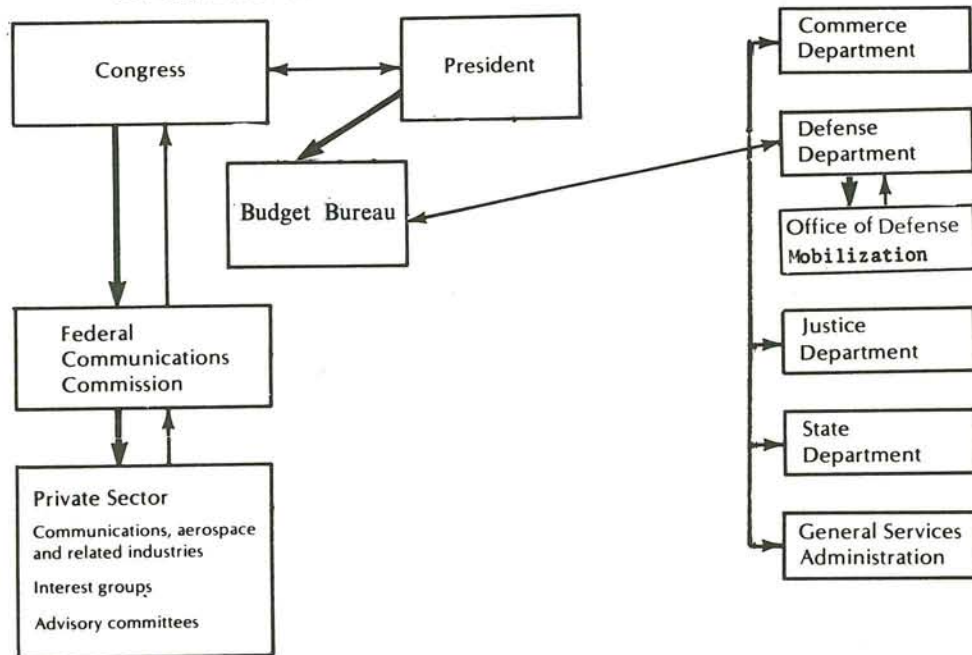 Congress
President
Budget Bureau
Federal
Communications
Commission
Private Sector
Communications, aerospace
and related industries
Interest groups
Advisory committees
Commerce
Department
Defense
Department
Office of Defense
Mobilization
Justice
Department
State
Department
General Services
Administration